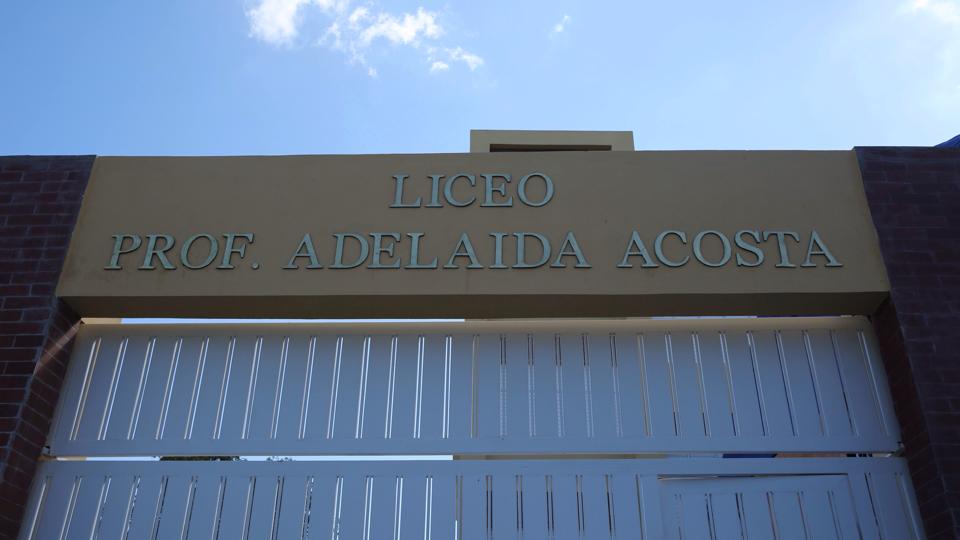 LICEO
PROF. ADELAIDA ACOSTA